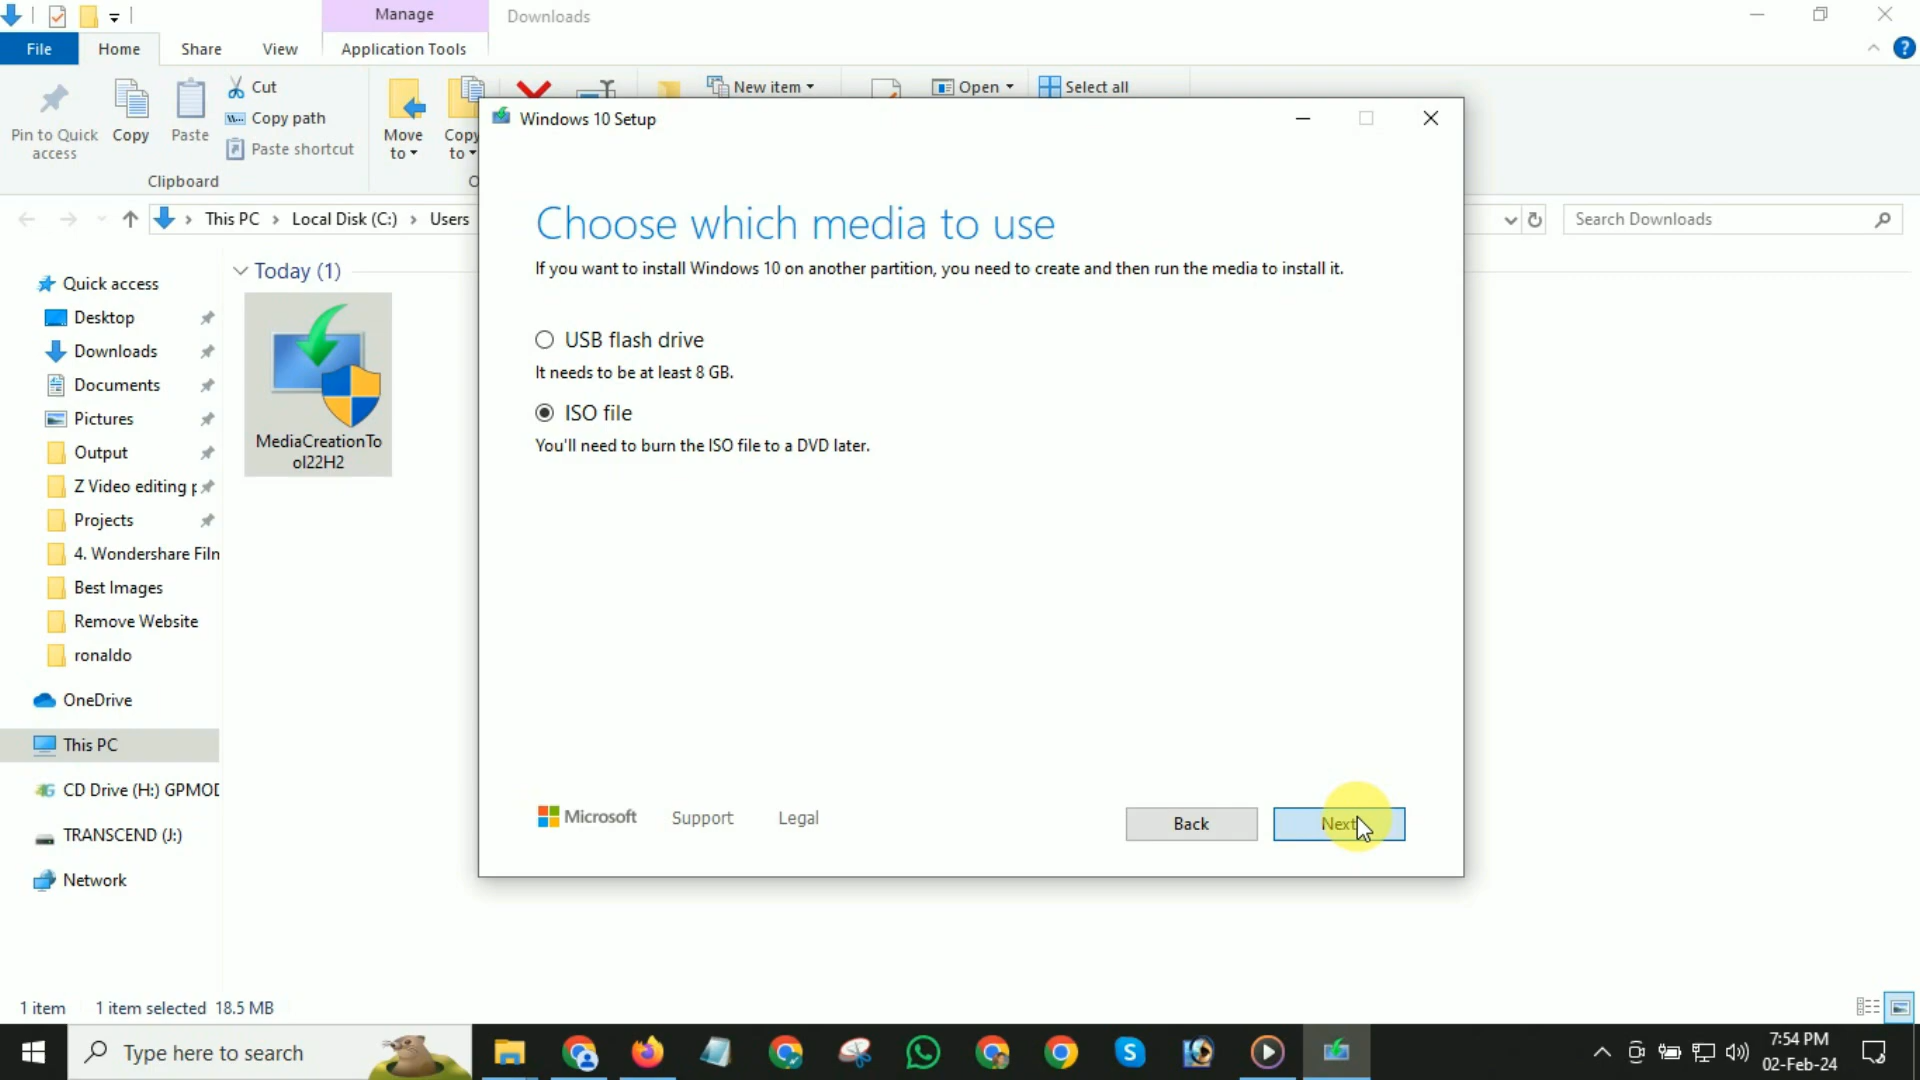 Manage
Downloads
File
Home
Share
View
Application Tools
Pin to Quick
access
Copy
Paste
Cut
Copy path
Paste shortcut
Clipboard
Move
to
Copy
to
New item
Open
Select all
This PC > Local Disk (C:) > Users
Search Downloads
Quick access
Desktop
Downloads
Documents
Pictures
Output
Z Video editing
Projects
4. Wondershare Film
Best Images
Remove Website
ronaldo
OneDrive
This PC
CD Drive (H:) GPMOD
TRANSCEND (J:)
Network
Today (1)
MediaCreationTo
ol22H2
Windows 10 Setup
Choose which media to use
If you want to install Windows 10 on another partition, you need to create and then run the media to install it.
USB flash drive
It needs to be at least 8 GB.
ISO file
You'll need to burn the ISO file to a DVD later.
Microsoft
Support
Legal
Back
Next
1 item
1 item selected 18.5 MB
Type here to search
7:54 PM
02-Feb-24